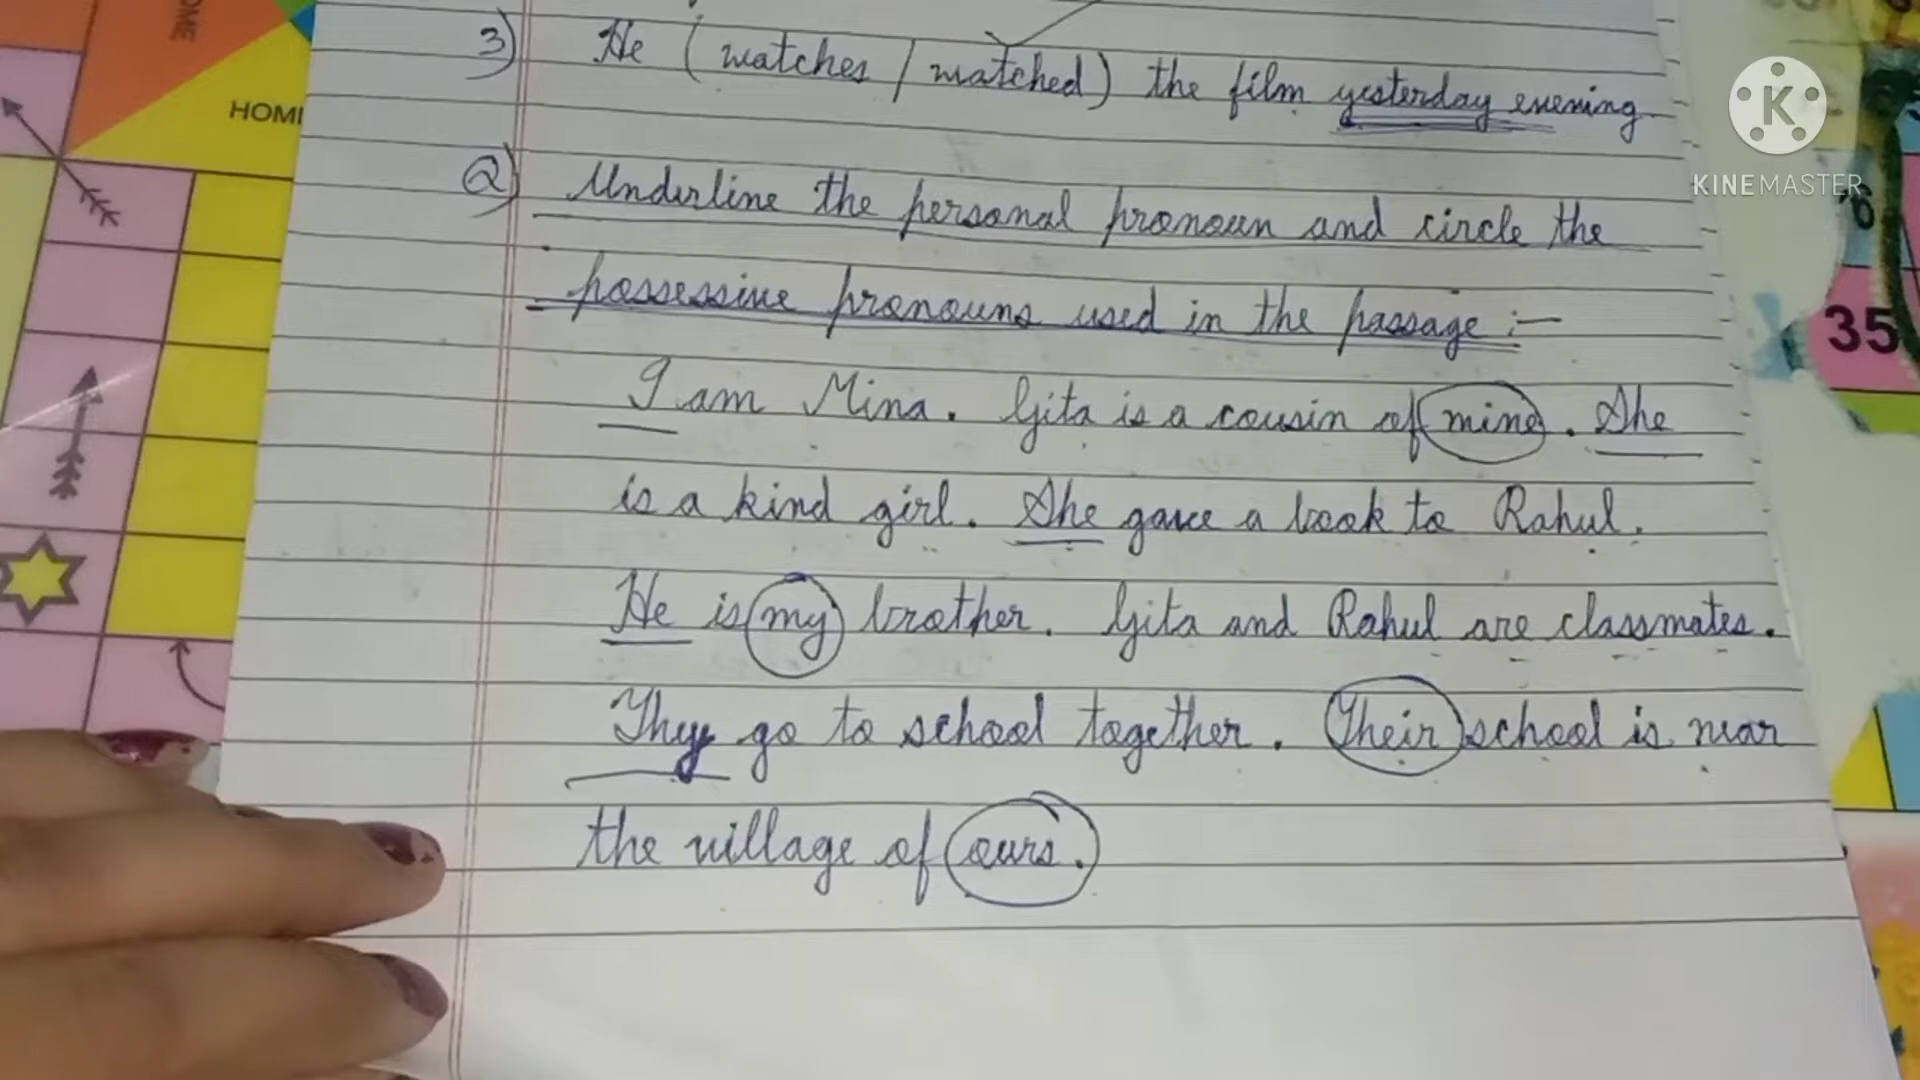 HOME
HOME
3) He (watches / watched) the film yesterday evening
KINEMASTER
Q) Underline the personal pronoun and circle the
possessive pronouns used in the passage :-
I am Mina. Gita is a cousin of mine. She
is a kind girl. She gave a book to Rahul.
He is my brother. Gita and Rahul are classmates.
They go to school together. Their school is near
the village of ours.
35